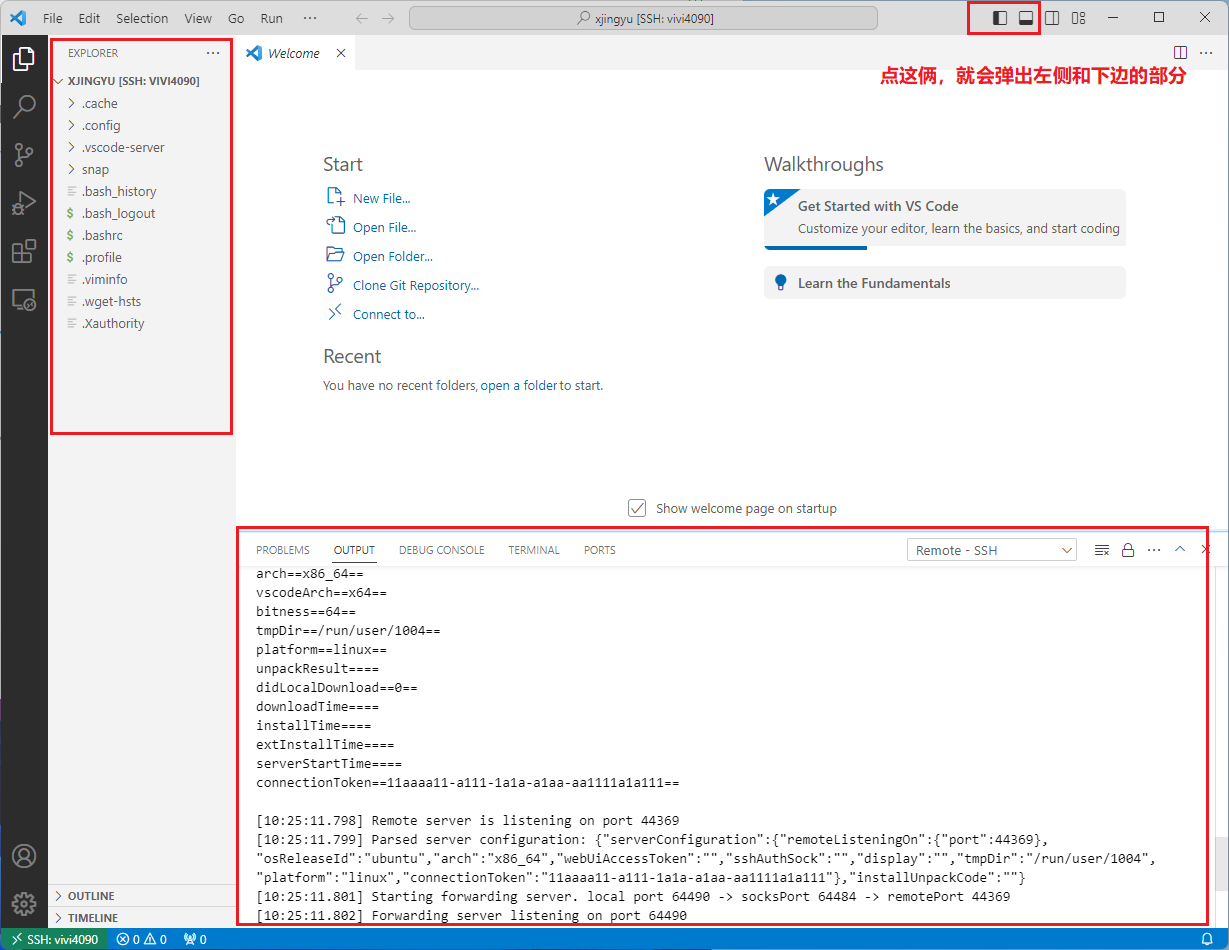 File Edit Selection View Go Run ··· xjingyu [SSH: vivi4090]
EXPLORER ···
Welcome
点这俩，就会弹出左侧和下边的部分
XJINGYU [SSH: VIVI4090]
.cache
.config
.vscode-server
snap
.bash_history
.bash_logout
.bashrc
.profile
.viminfo
.wget-hsts
.Xauthority
Start
New File...
Open File...
Open Folder...
Clone Git Repository...
Connect to...
Recent
You have no recent folders, open a folder to start.
Walkthroughs
Get Started with VS Code
Customize your editor, learn the basics, and start coding
Learn the Fundamentals
Show welcome page on startup
PROBLEMS OUTPUT DEBUG CONSOLE TERMINAL PORTS Remote - SSH
arch==x86_64==
vscodeArch==x64==
bitness==64==
tmpDir==/run/user/1004==
platform==linux==
unpackResult====
didLocalDownload==0==
downloadTime====
installTime====
extInstallTime====
serverStartTime====
connectionToken==11aaaa11-a111-1a1a-a1aa-aa1111a1a111==
[10:25:11.798] Remote server is listening on port 44369
[10:25:11.799] Parsed server configuration: {"serverConfiguration":{"remoteListeningOn":{"port":44369},
"osReleaseId":"ubuntu","arch":"x86_64","webUiAccessToken":"","sshAuthSock":"","display":"","tmpDir":"/run/user/1004",
"platform":"linux","connectionToken":"11aaaa11-a111-1a1a-a1aa-aa1111a1a111"},"installUnpackCode":""}
[10:25:11.801] Starting forwarding server. local port 64490 -> socksPort 64484 -> remotePort 44369
[10:25:11.802] Forwarding server listening on port 64490
OUTLINE
TIMELINE
SSH: vivi4090 0 0 0